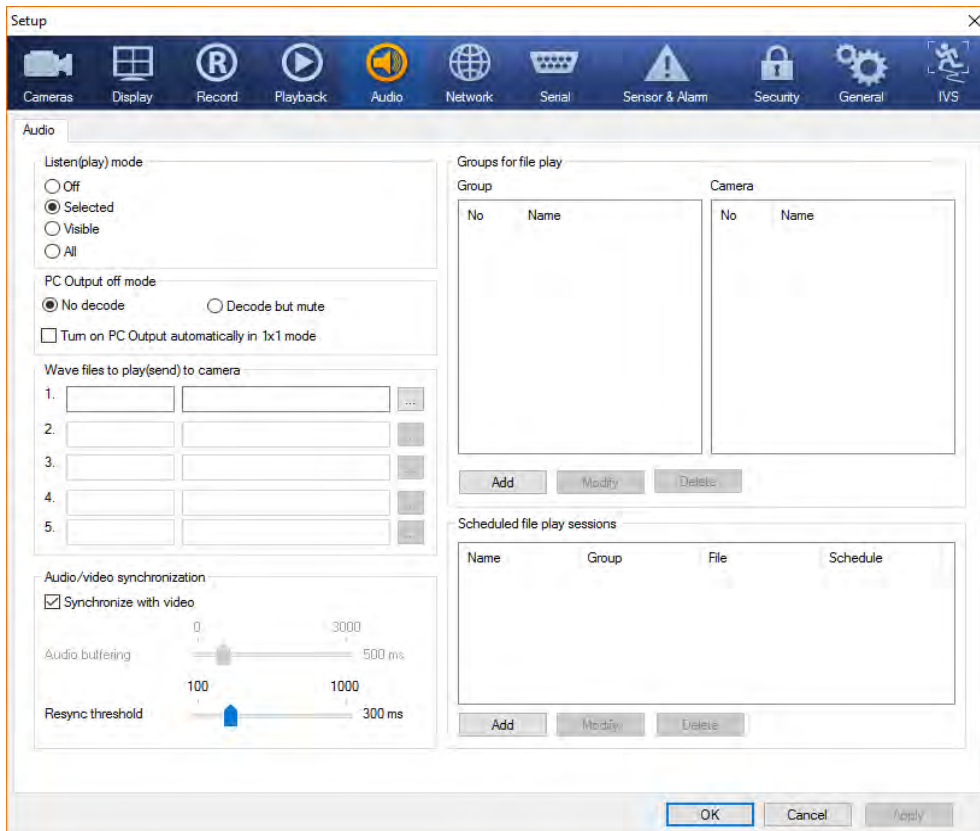 Setup
Cameras Display Record Playback Audio Network Serial Sensor & Alarm Security General IVS
Audio
Listen(play) mode
Off
Selected
Visible
All
PC Output off mode
No decode Decode but mute
Turn on PC Output automatically in 1x1 mode
Wave files to play(send) to camera
1. ...
2. ...
3. ...
4. ...
5. ...
Audio/video synchronization
Synchronize with video
0 3000
Audio buffering 500 ms
100 1000
Resync threshold 300 ms
Groups for file play
Group Camera
No Name No Name
Add Modify Delete
Scheduled file play sessions
Name Group File Schedule
Add Modify Delete
OK Cancel Apply